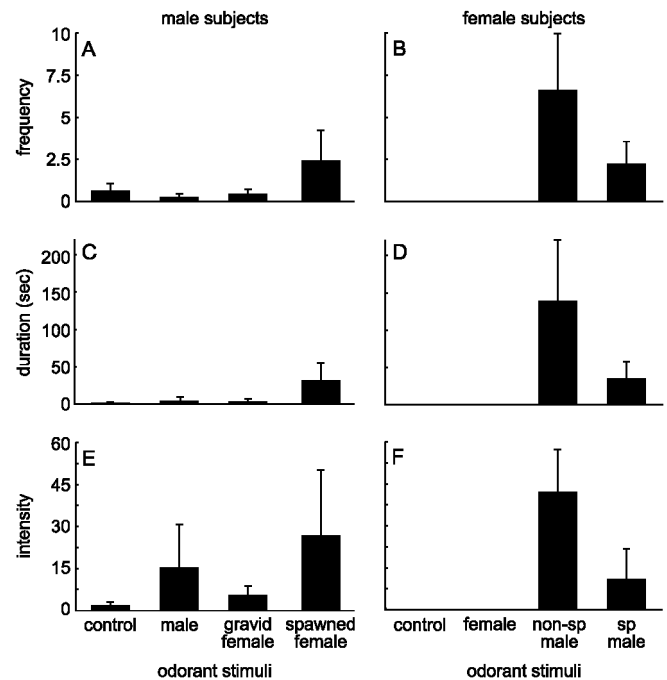 male subjects
female subjects
A
B
10
7.5
5
2.5
0
frequency
C
D
200
150
100
50
0
duration (sec)
E
F
60
45
30
15
0
intensity
control male gravid female spawned female
control female non-sp male sp male
odorant stimuli
odorant stimuli